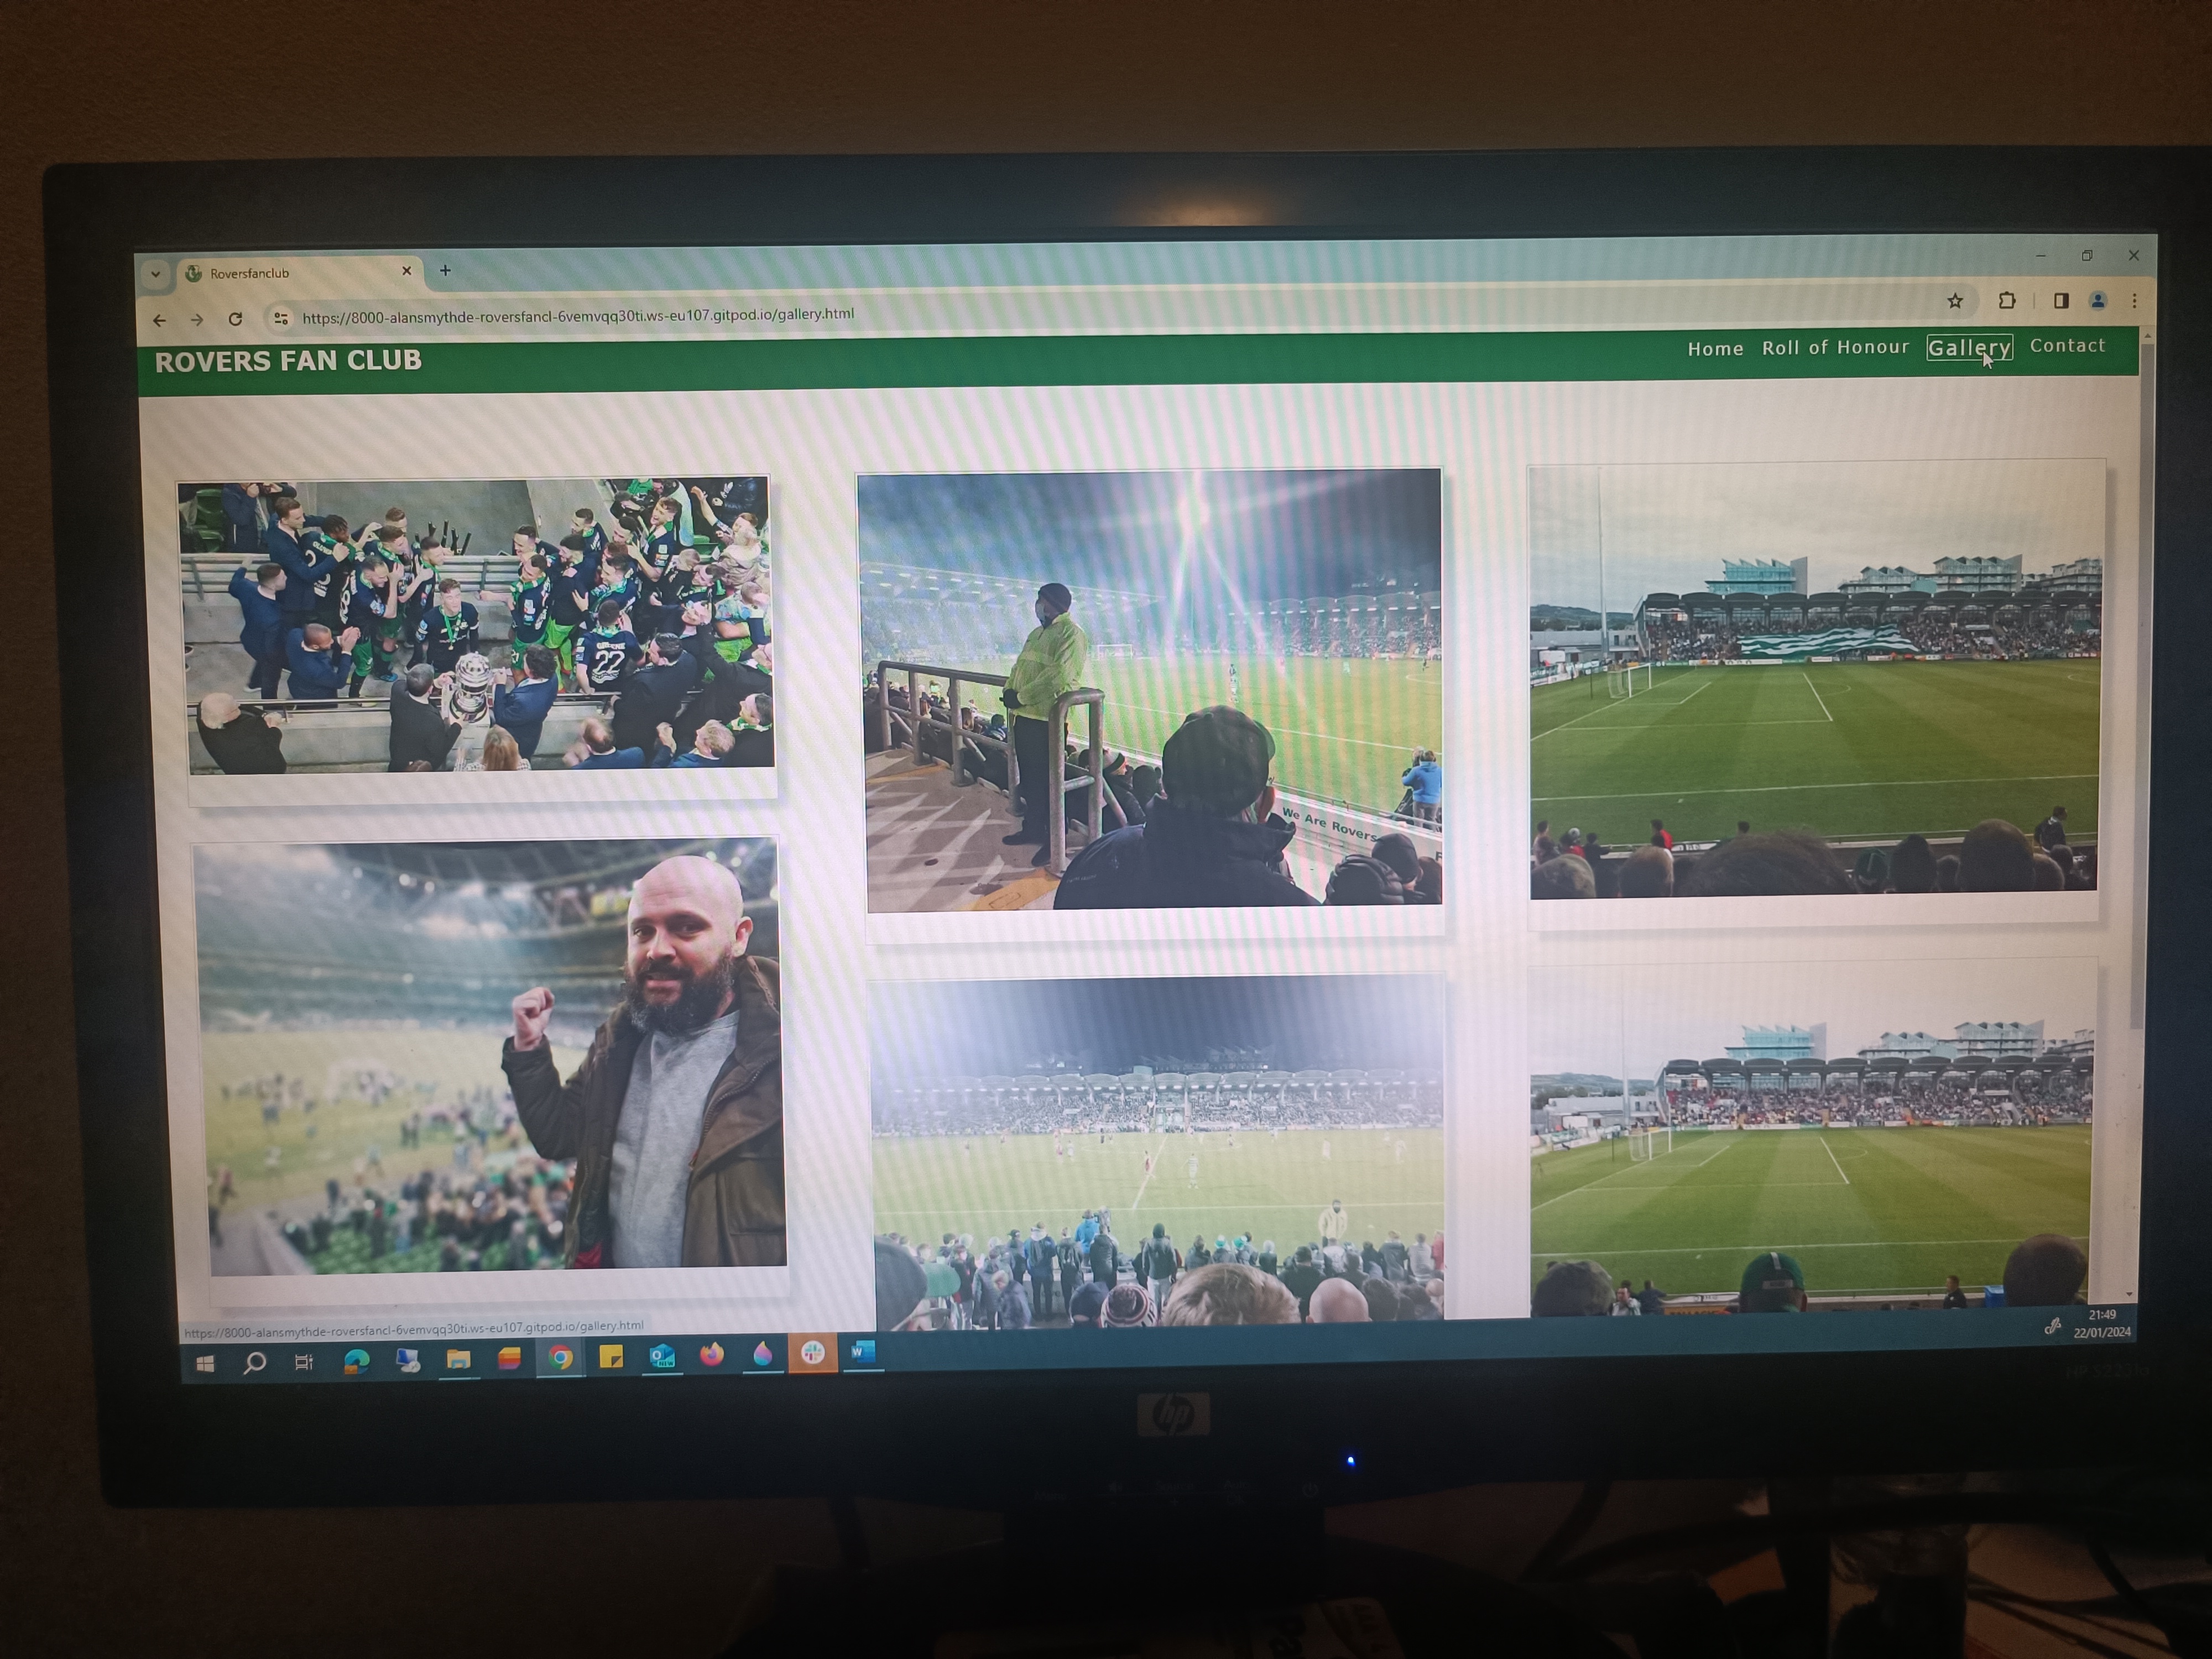 Roversfanclub
https://8000-alansmythde-roversfancl-6vemvqq30ti.ws-eu107.gitpod.io/gallery.html
ROVERS FAN CLUB
Home Roll of Honour Gallery Contact
22
We Are Rovers
https://8000-alansmythde-roversfancl-6vemvqq30ti.ws-eu107.gitpod.io/gallery.html
21:49
22/01/2024
hp